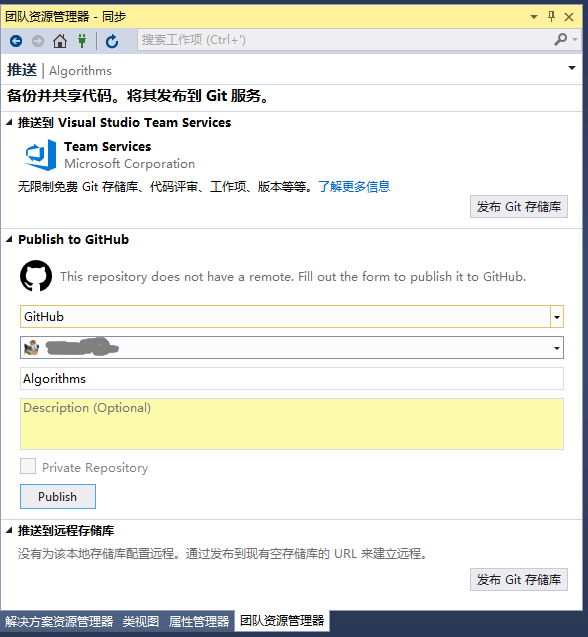 团队资源管理器 - 同步
搜索工作项 (Ctrl+')
推送 | Algorithms
备份并共享代码。将其发布到 Git 服务。
推送到 Visual Studio Team Services
Team Services
Microsoft Corporation
无限制免费 Git 存储库、代码评审、工作项、版本等等。了解更多信息
发布 Git 存储库
Publish to GitHub
This repository does not have a remote. Fill out the form to publish it to GitHub.
GitHub
Algorithms
Description (Optional)
Private Repository
Publish
推送到远程存储库
没有为该本地存储库配置远程。通过发布到现有空存储库的 URL 来建立远程。
发布 Git 存储库
解决方案资源管理器 类视图 属性管理器 团队资源管理器